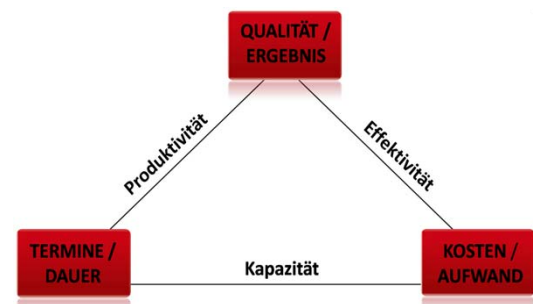 QUALITÄT /
ERGEBNIS
Produktivität
Effektivität
TERMINE /
DAUER
Kapazität
KOSTEN /
AUFWAND